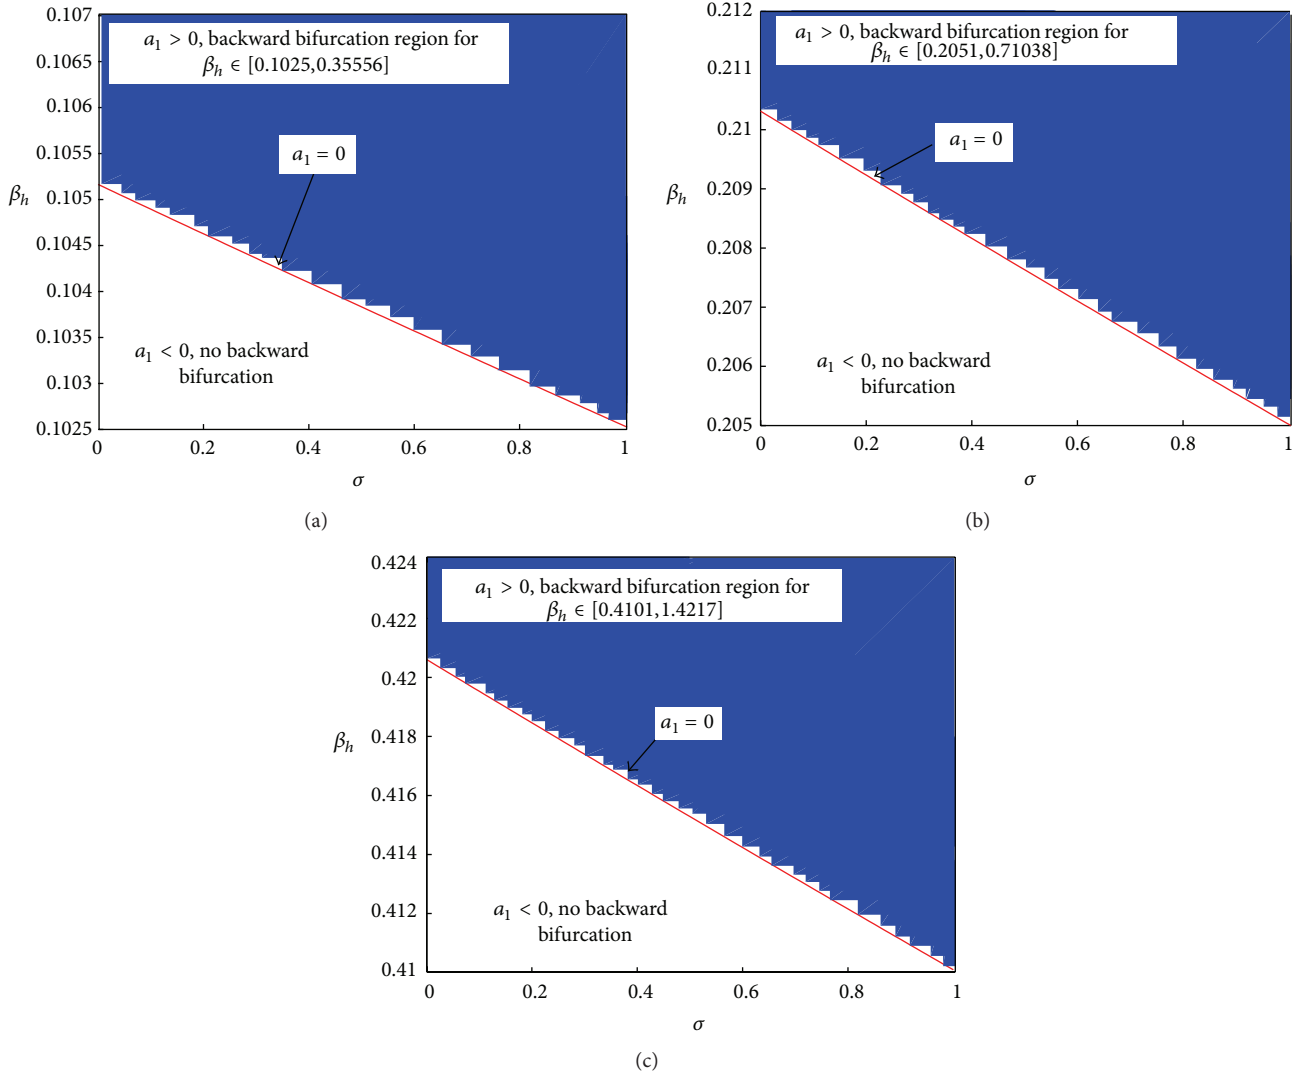 0.107
0.1065
0.106
0.1055
0.105
0.1045
0.104
0.1035
0.103
0.1025
βh
a1 > 0, backward bifurcation region for
βh ∈ [0.1025, 0.35556]
a1 = 0
a1 < 0, no backward
bifurcation
0 0.2 0.4 0.6 0.8 1
σ
(a)
0.212
0.211
0.21
0.209
0.208
0.207
0.206
0.205
βh
a1 > 0, backward bifurcation region for
βh ∈ [0.2051, 0.71038]
a1 = 0
a1 < 0, no backward
bifurcation
0 0.2 0.4 0.6 0.8 1
σ
(b)
0.424
0.422
0.42
0.418
0.416
0.414
0.412
0.41
βh
a1 > 0, backward bifurcation region for
βh ∈ [0.4101, 1.4217]
a1 = 0
a1 < 0, no backward
bifurcation
0 0.2 0.4 0.6 0.8 1
σ
(c)